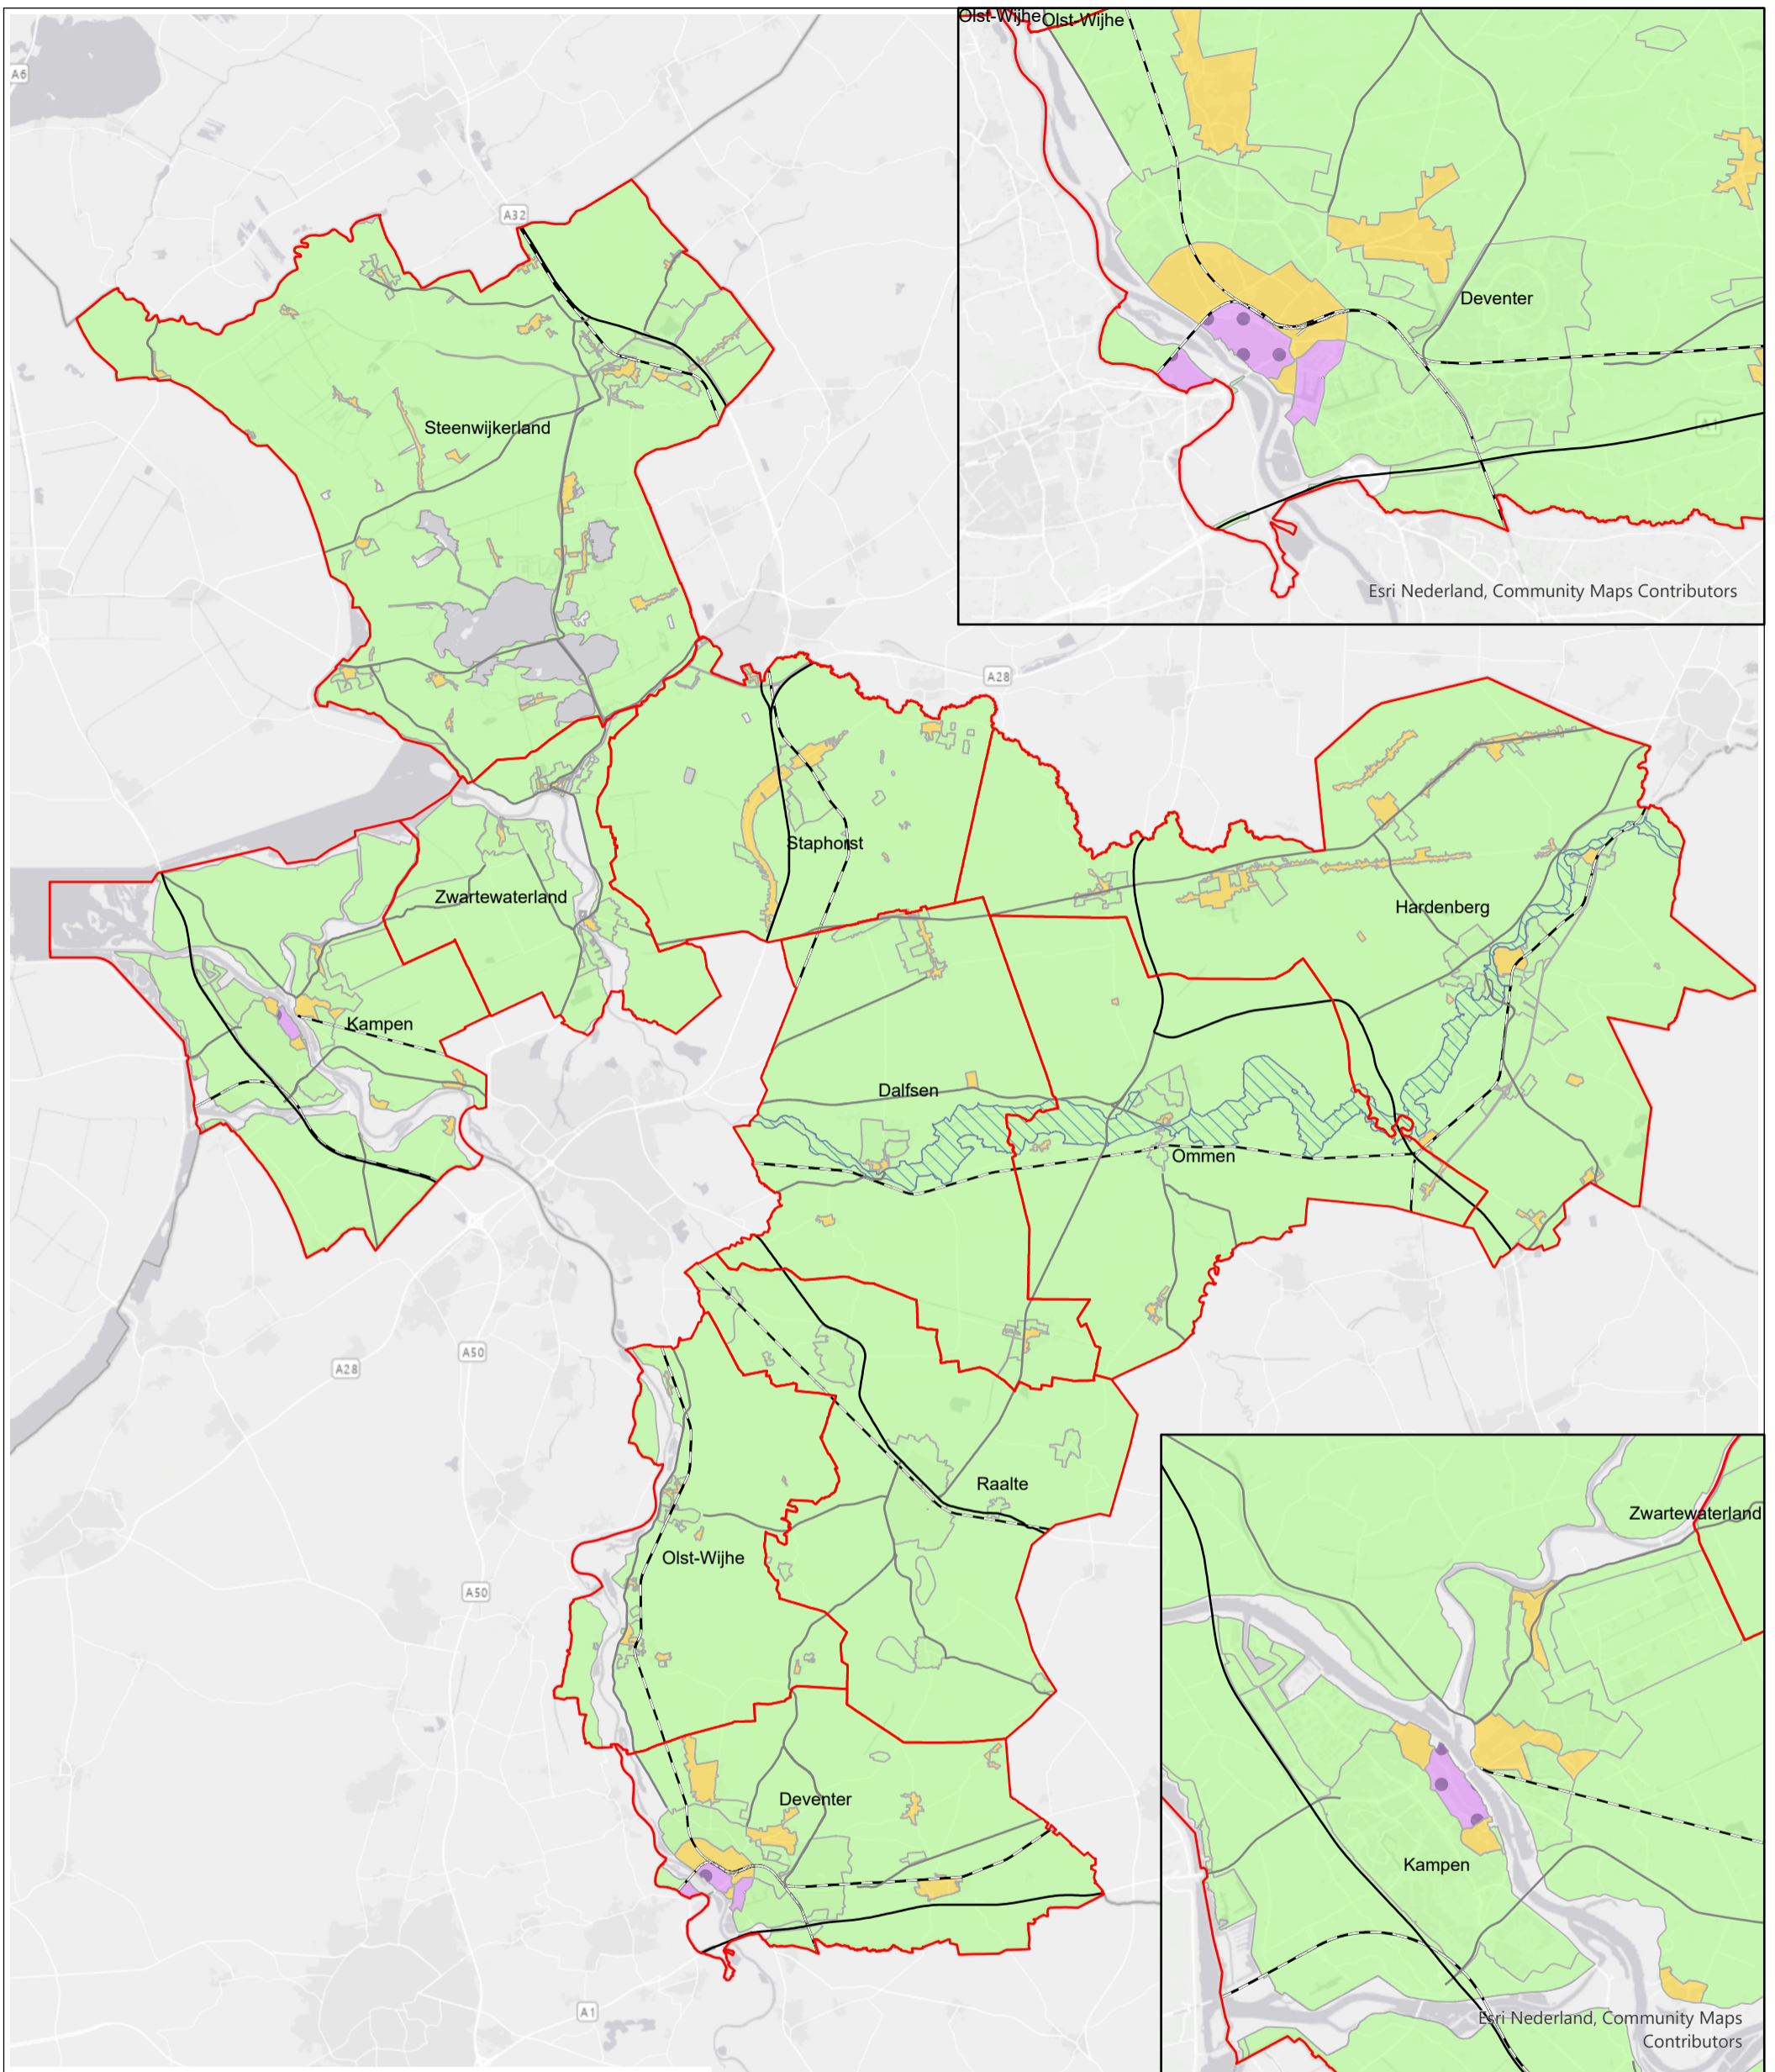 Olst-Wijhe
Olst-Wijhe
A6
A32
Deventer
A1
Steenwijkerland
Esri Nederland, Community Maps Contributors
A28
Staphorst
Zwartewaterland
Hardenberg
Kampen
Dalfsen
Ommen
A50
A28
Raalte
Zwartewaterland
Olst-Wijhe
A50
Deventer
Kampen
A1
Esri Nederland, Community Maps
Contributors